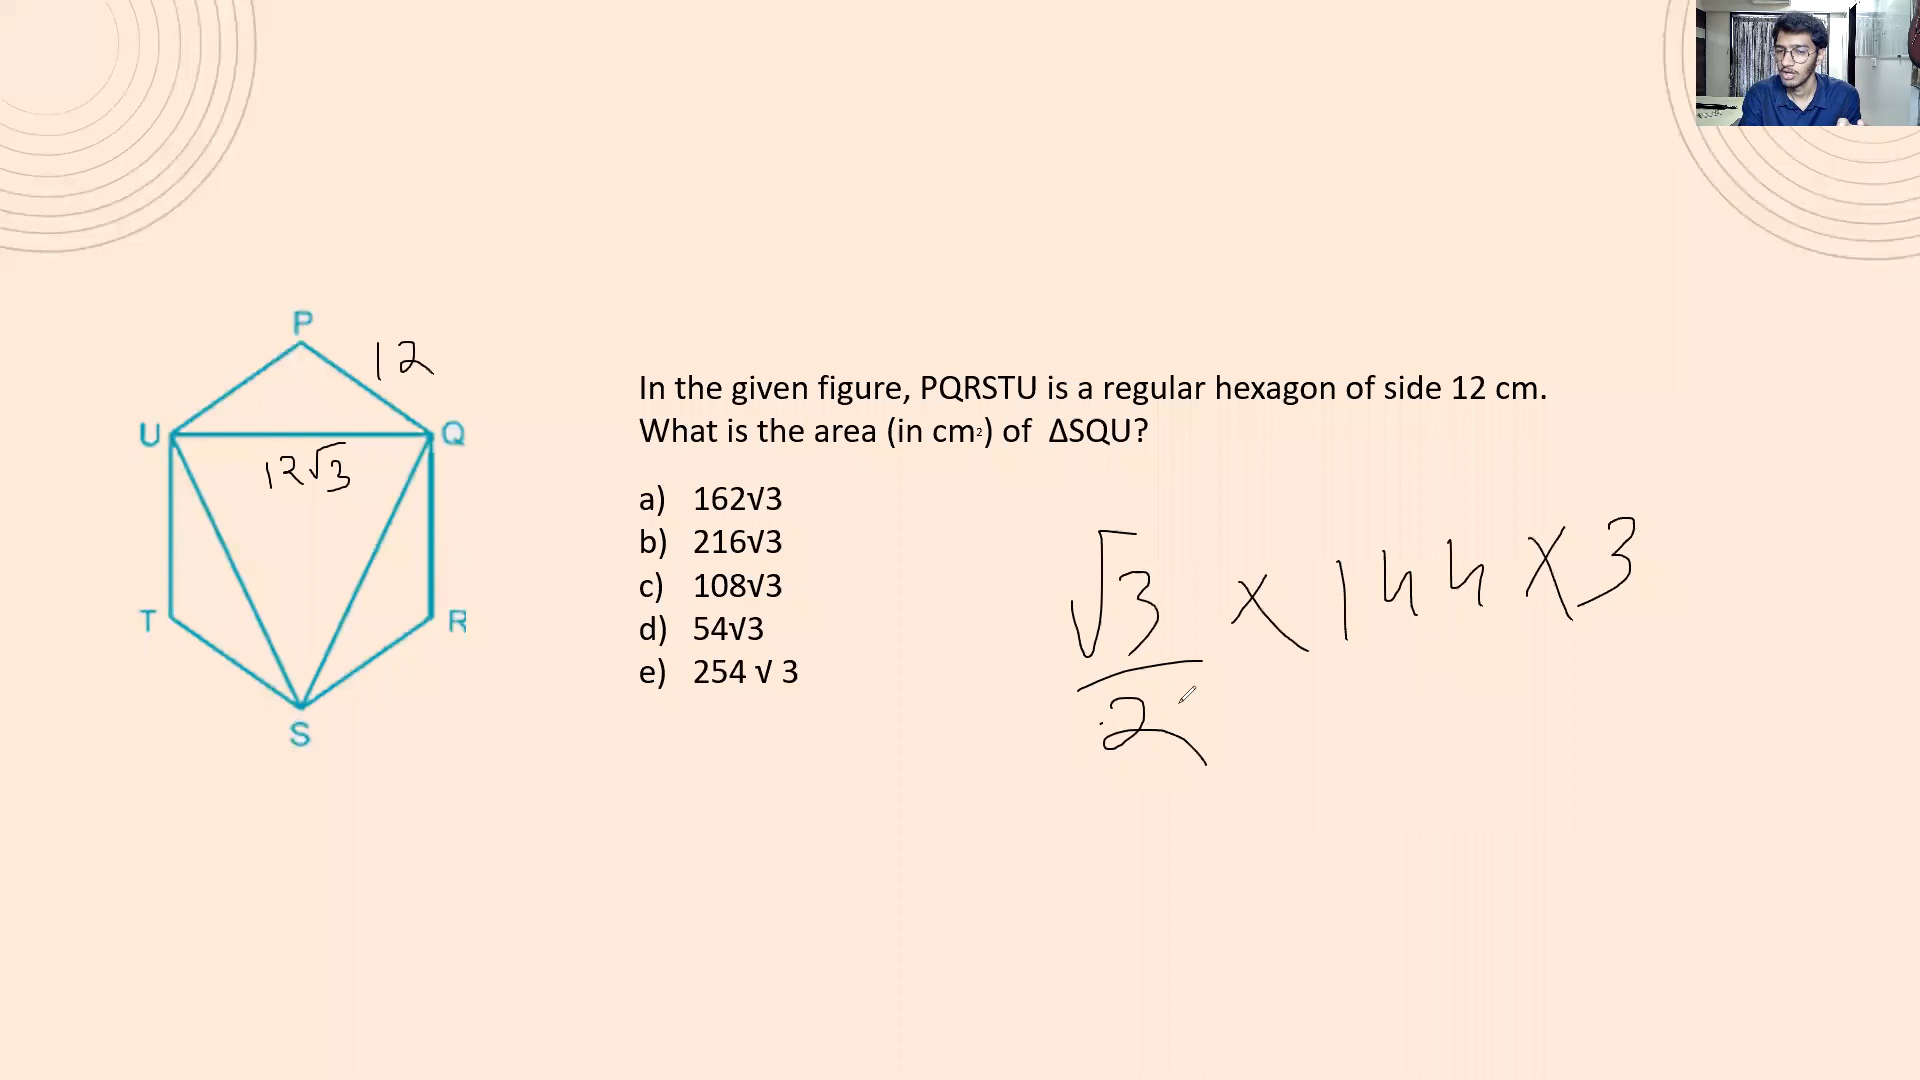 P
12
U
Q
12√3
T
R
S
In the given figure, PQRSTU is a regular hexagon of side 12 cm.
What is the area (in cm²) of ΔSQU?
a) 162√3
b) 216√3
c) 108√3
d) 54√3
e) 254 √ 3
√3/2 × 144 × 3